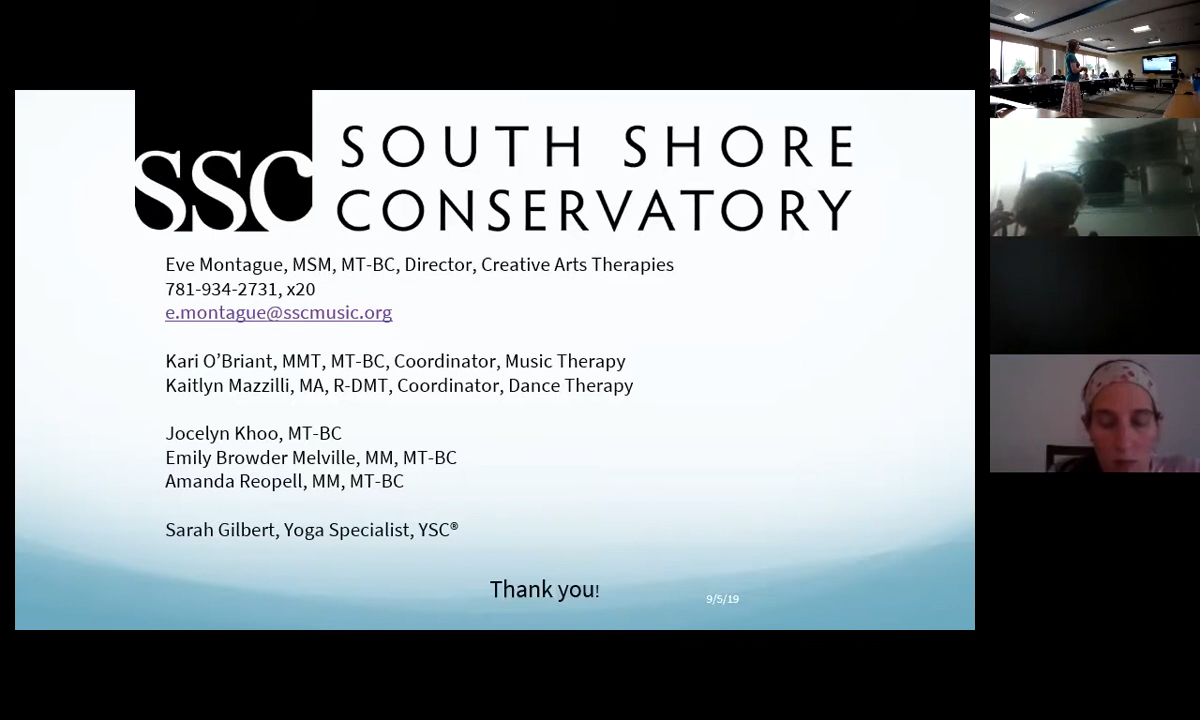 ssc
SOUTH SHORE
CONSERVATORY
Eve Montague, MSM, MT-BC, Director, Creative Arts Therapies
781-934-2731, x20
e.montague@sscmusic.org
Kari O’Briant, MMT, MT-BC, Coordinator, Music Therapy
Kaitlyn Mazzilli, MA, R-DMT, Coordinator, Dance Therapy
Jocelyn Khoo, MT-BC
Emily Browder Melville, MM, MT-BC
Amanda Reopell, MM, MT-BC
Sarah Gilbert, Yoga Specialist, YSC®
Thank you!
9/5/19